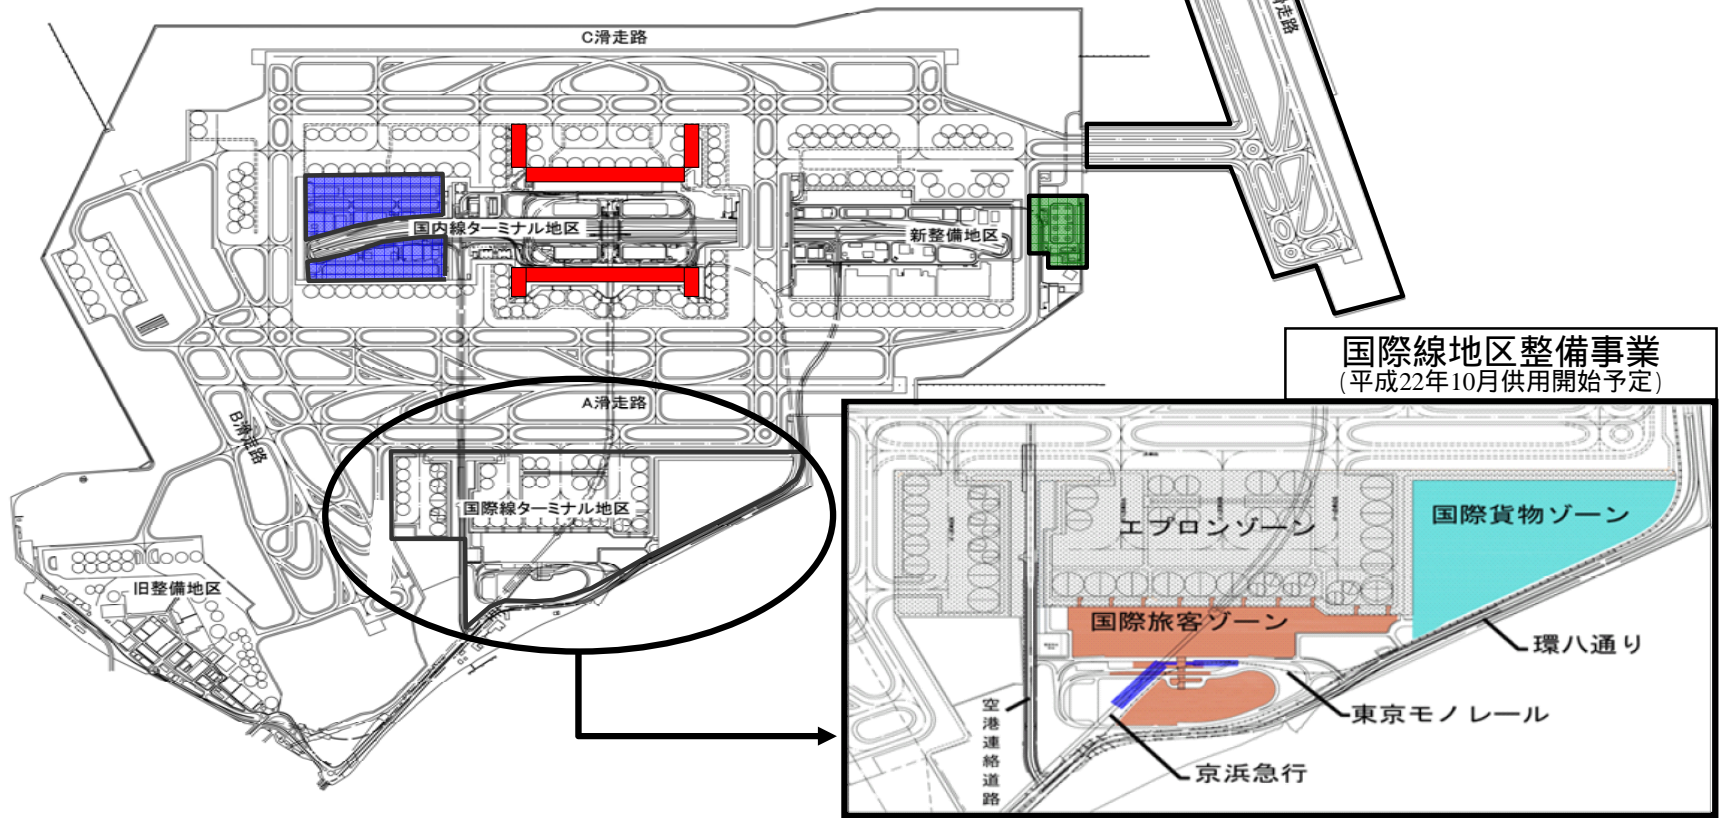 C滑走路
滑走路
国内線ターミナル地区
新整備地区
国際線地区整備事業
(平成22年10月供用開始予定)
A滑走路
B滑走路
国際線ターミナル地区
旧整備地区
国際貨物ゾーン
エプロンゾーン
国際旅客ゾーン
環八通り
東京モノレール
空港連絡道路
京浜急行